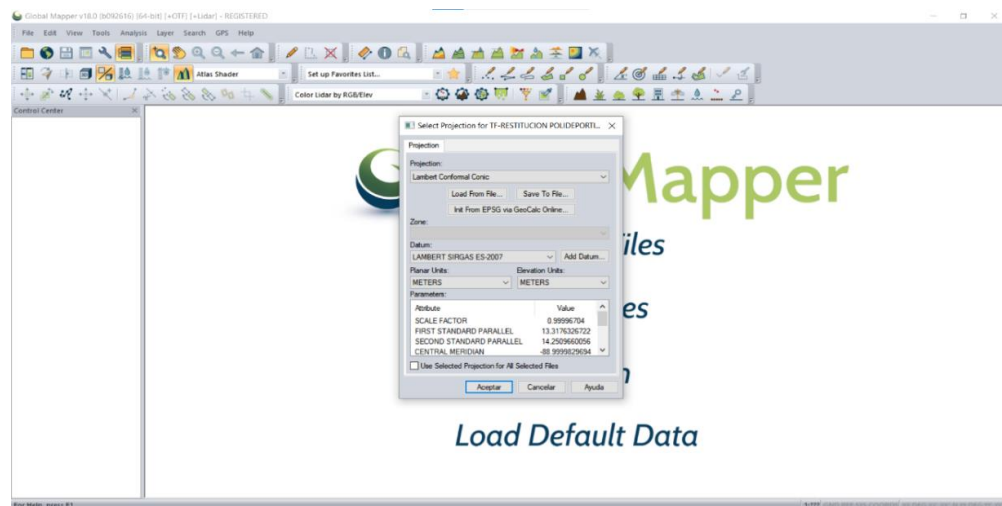 Global Mapper v18.0 (b092616) [64-bit] [+OTF] [+Lidar] - REGISTERED
File Edit View Tools Analysis Layer Search GPS Help
Atlas Shader
Set up Favorites List...
Color Lidar by RGB/Elev
Control Center
Select Projection for TF-RESTITUCION POLIDEPORTI...
Projection
Projection:
Lambert Conformal Conic
Load From File... Save To File...
Init From EPSG via GeoCalc Online...
Zone:
Datum:
LAMBERT SIRGAS ES-2007 Add Datum...
Planar Units: Elevation Units:
METERS METERS
Parameters:
Attribute Value
SCALE FACTOR 0.99996704
FIRST STANDARD PARALLEL 13.3176326722
SECOND STANDARD PARALLEL 14.2509660056
CENTRAL MERIDIAN -88.9999829694
Use Selected Projection for All Selected Files
Aceptar Cancelar Ayuda
Mapper
iles
es
n
Load Default Data
For Help, press F1